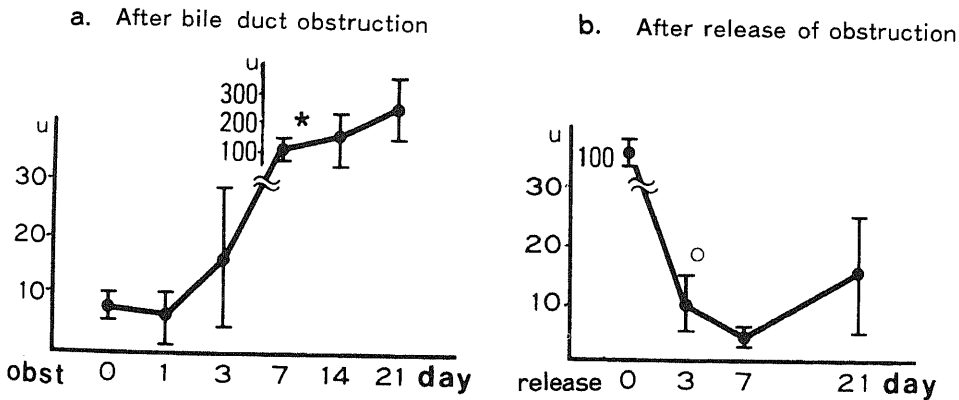 a. After bile duct obstruction
u
300
200
100
*
u
30
20
10
obst 0 1 3 7 14 21 day
b. After release of obstruction
u
100
30
20
10
release 0 3 7 21 day